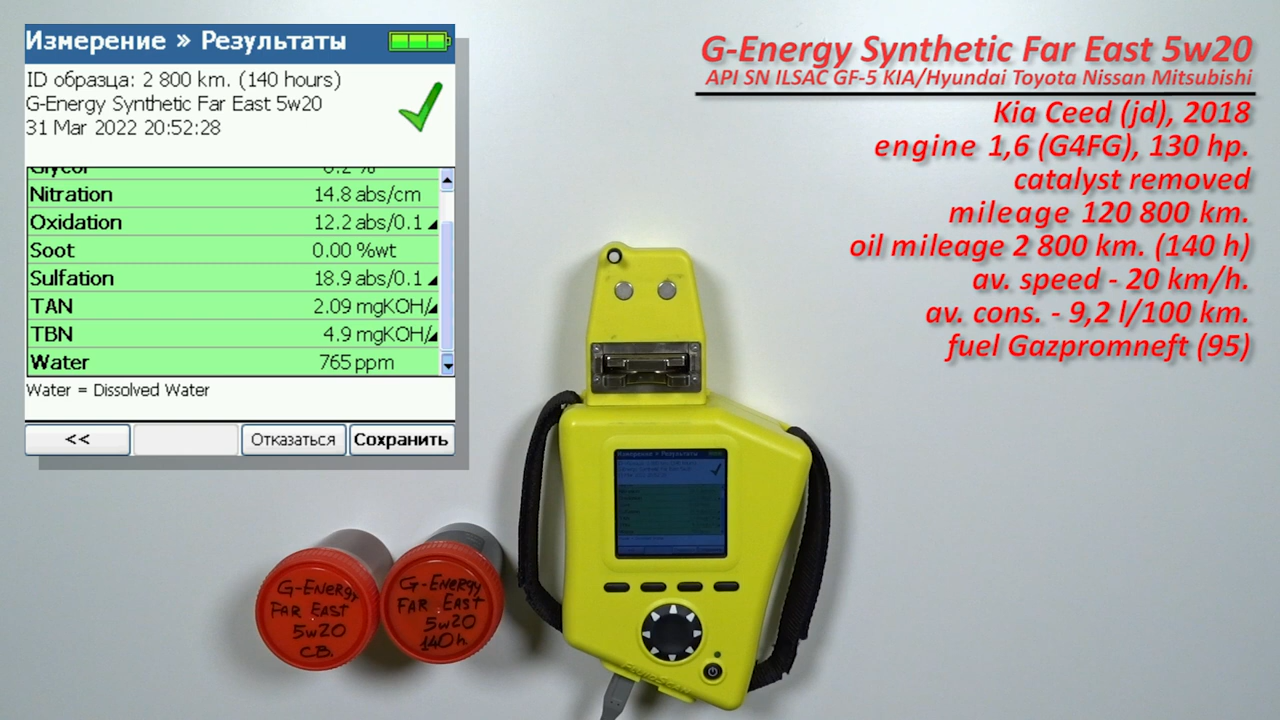 Измерение » Результаты
ID образца: 2 800 km. (140 hours)
G-Energy Synthetic Far East 5w20
31 Mar 2022 20:52:28
Glycol 0.2 %
Nitration 14.8 abs/cm
Oxidation 12.2 abs/0.1
Soot 0.00 %wt
Sulfation 18.9 abs/0.1
TAN 2.09 mgKOH/
TBN 4.9 mgKOH/
Water 765 ppm
Water = Dissolved Water
<< Отказаться Сохранить
G-Energy Synthetic Far East 5w20
API SN ILSAC GF-5 KIA/Hyundai Toyota Nissan Mitsubishi
Kia Ceed (jd), 2018
engine 1,6 (G4FG), 130 hp.
catalyst removed
mileage 120 800 km.
oil mileage 2 800 km. (140 h)
av. speed - 20 km/h.
av. cons. - 9,2 l/100 km.
fuel Gazpromneft (95)
Измерение » Результаты
G-ENERGY
FAR EAST
5W20
СВ.
G-ENERGY
FAR EAST
5W20
140h.